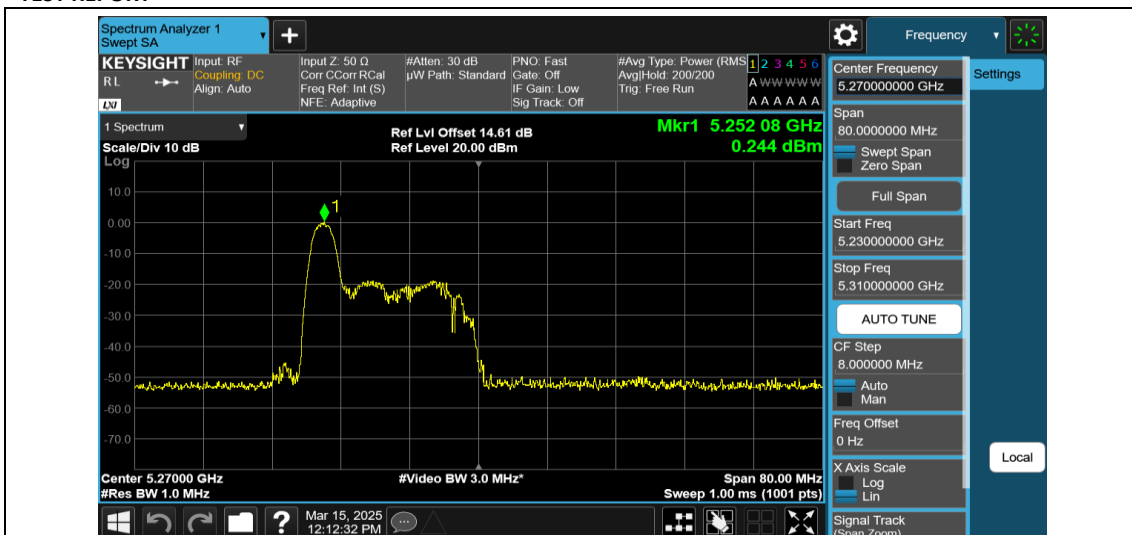 Spectrum Analyzer 1
Swept SA
Frequency
KEYSIGHT
R L
LXI
Input: RF
Coupling: DC
Align: Auto
Input Z: 50 Ω
Corr CCorr RCal
Freq Ref: Int (S)
NFE: Adaptive
#Atten: 30 dB
µW Path: Standard
PNO: Fast
Gate: Off
IF Gain: Low
Sig Track: Off
#Avg Type: Power (RMS
Avg|Hold: 200/200
Trig: Free Run
1 2 3 4 5 6
A W W W W W
A A A A A A
1 Spectrum
Scale/Div 10 dB
Log
Ref Lvl Offset 14.61 dB
Ref Level 20.00 dBm
Mkr1 5.252 08 GHz
0.244 dBm
1
10.0
0.00
-10.0
-20.0
-30.0
-40.0
-50.0
-60.0
-70.0
Center 5.27000 GHz
#Res BW 1.0 MHz
#Video BW 3.0 MHz*
Span 80.00 MHz
Sweep 1.00 ms (1001 pts)
Mar 15, 2025
12:12:32 PM
Center Frequency
5.270000000 GHz
Span
80.0000000 MHz
Swept Span
Zero Span
Full Span
Start Freq
5.230000000 GHz
Stop Freq
5.310000000 GHz
AUTO TUNE
CF Step
8.000000 MHz
Auto
Man
Freq Offset
0 Hz
X Axis Scale
Log
Lin
Signal Track
(Span Zoom)
Settings
Local